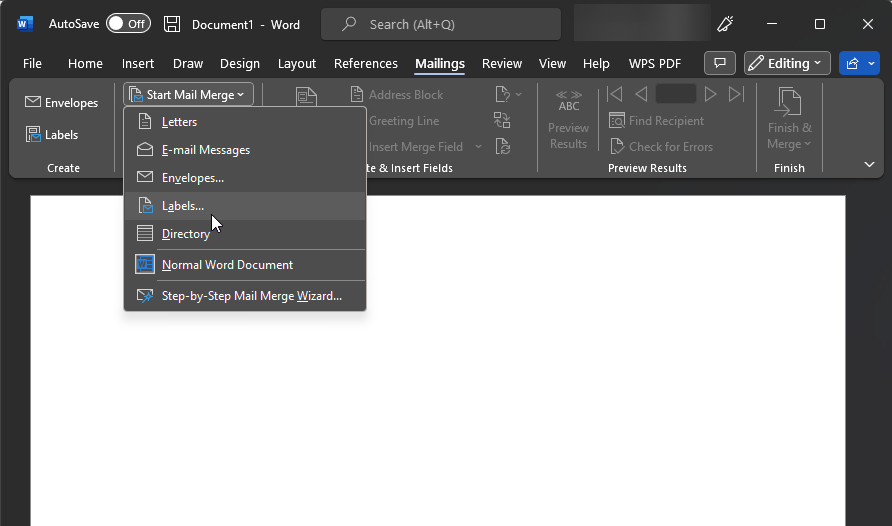 AutoSave Off Document1 - Word Search (Alt+Q)
File Home Insert Draw Design Layout References Mailings Review View Help WPS PDF Editing
Envelopes
Labels
Create
Start Mail Merge
Letters
E-mail Messages
Envelopes...
Labels...
Directory
Normal Word Document
Step-by-Step Mail Merge Wizard...
Address Block
Greeting Line
Insert Merge Field
te & Insert Fields
ABC
Preview
Results
Find Recipient
Check for Errors
Preview Results
Finish &
Merge
Finish